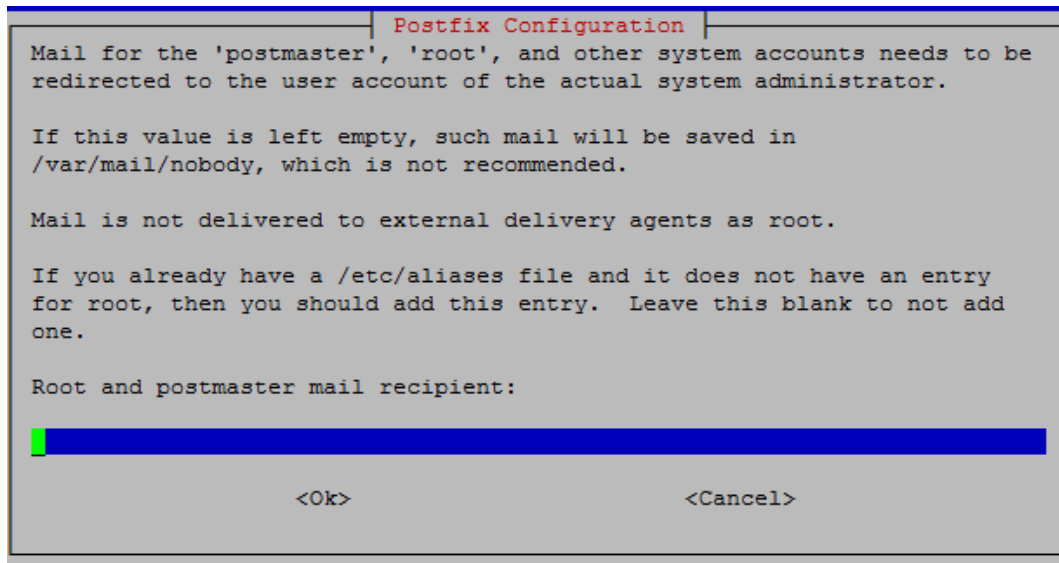 Postfix Configuration
Mail for the 'postmaster', 'root', and other system accounts needs to be
redirected to the user account of the actual system administrator.
If this value is left empty, such mail will be saved in
/var/mail/nobody, which is not recommended.
Mail is not delivered to external delivery agents as root.
If you already have a /etc/aliases file and it does not have an entry
for root, then you should add this entry.  Leave this blank to not add
one.
Root and postmaster mail recipient:
<Ok> <Cancel>